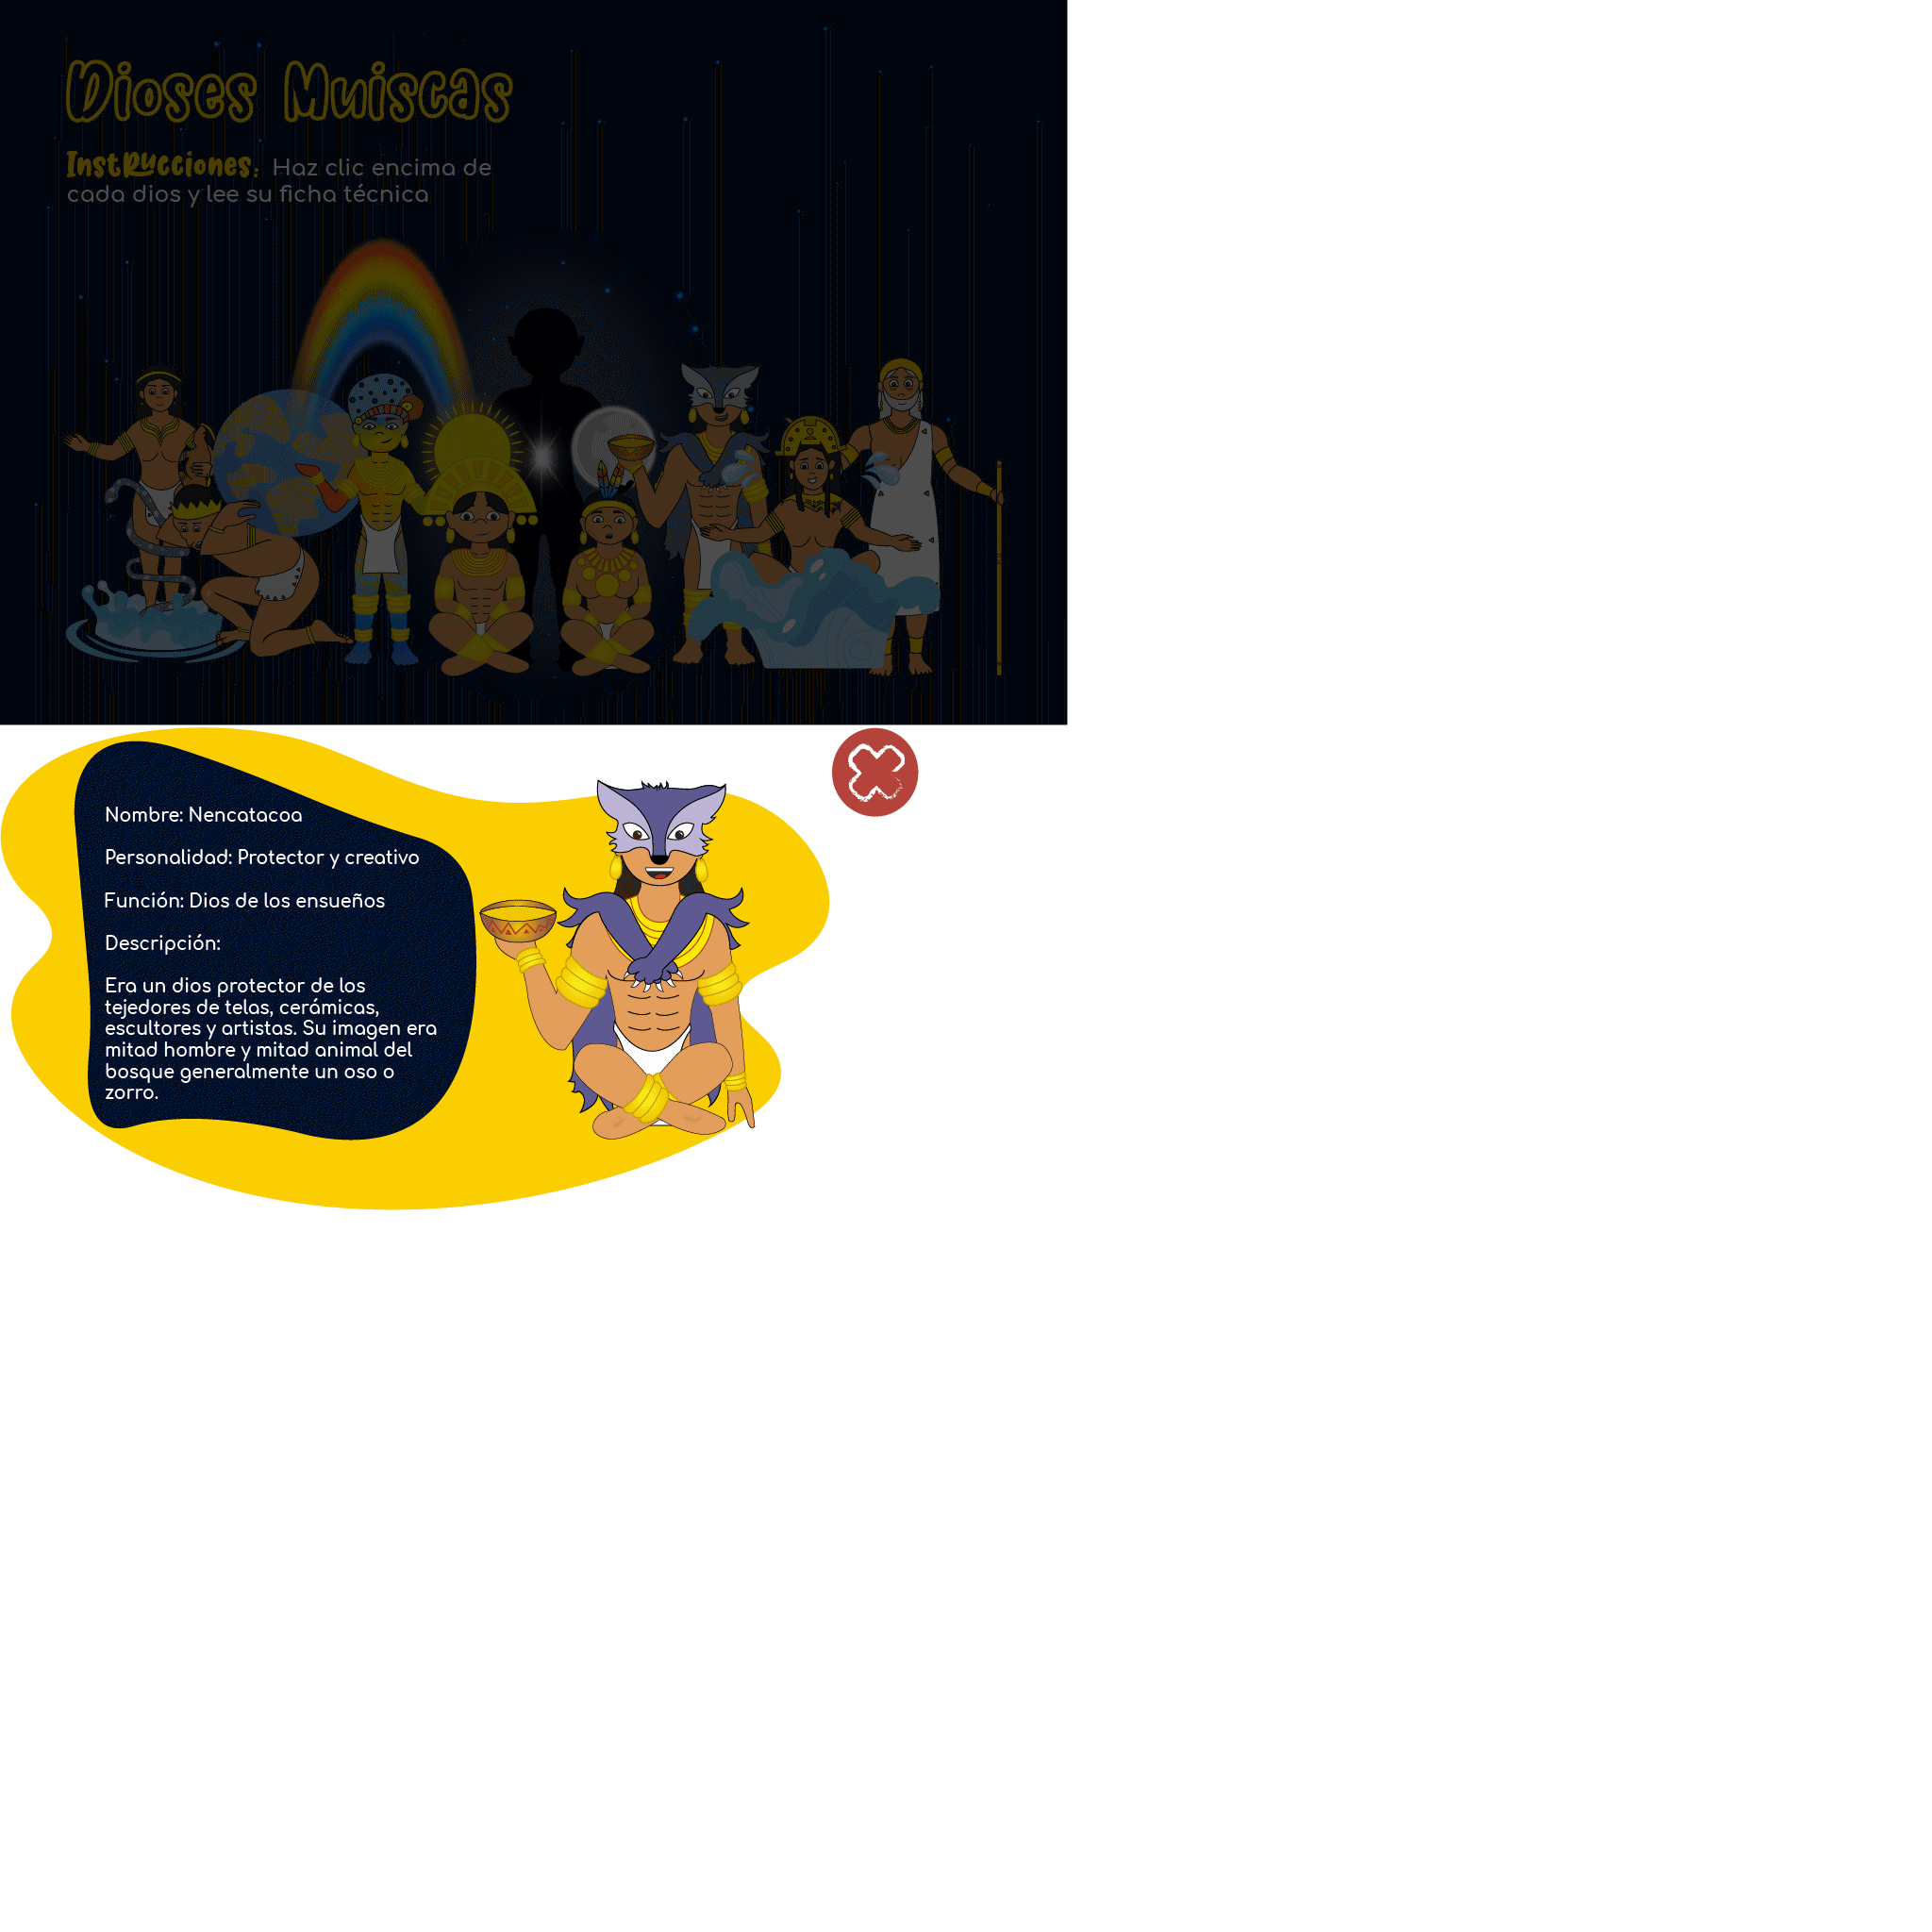 Dioses Muiscas
Instrucciones: Haz clic encima de
cada dios y lee su ficha técnica
Nombre: Nencatacoa
Personalidad: Protector y creativo
Función: Dios de los ensueños
Descripción:
Era un dios protector de los
tejedores de telas, cerámicas,
escultores y artistas. Su imagen era
mitad hombre y mitad animal del
bosque generalmente un oso o
zorro.